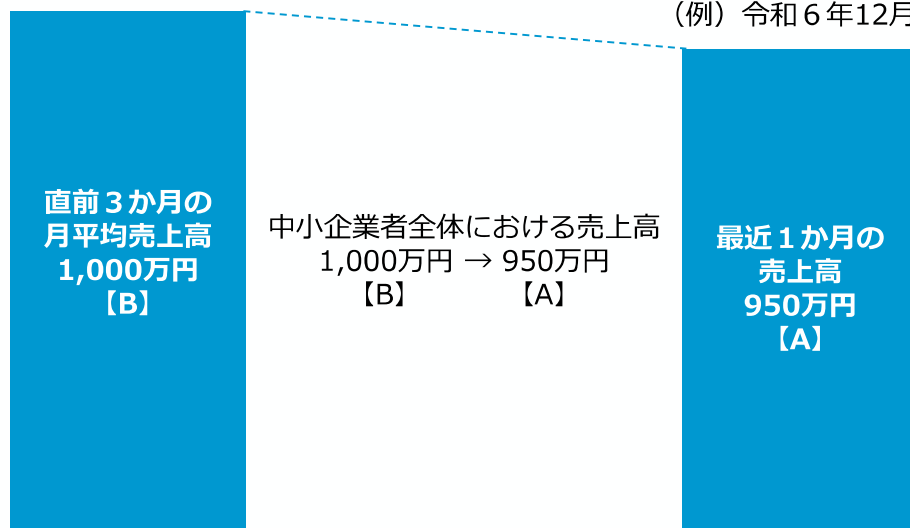 （例）令和６年12月
直前３か月の
月平均売上高
1,000万円
【B】
中小企業者全体における売上高
1,000万円 → 950万円
【B】 【A】
最近１か月の
売上高
950万円
【A】